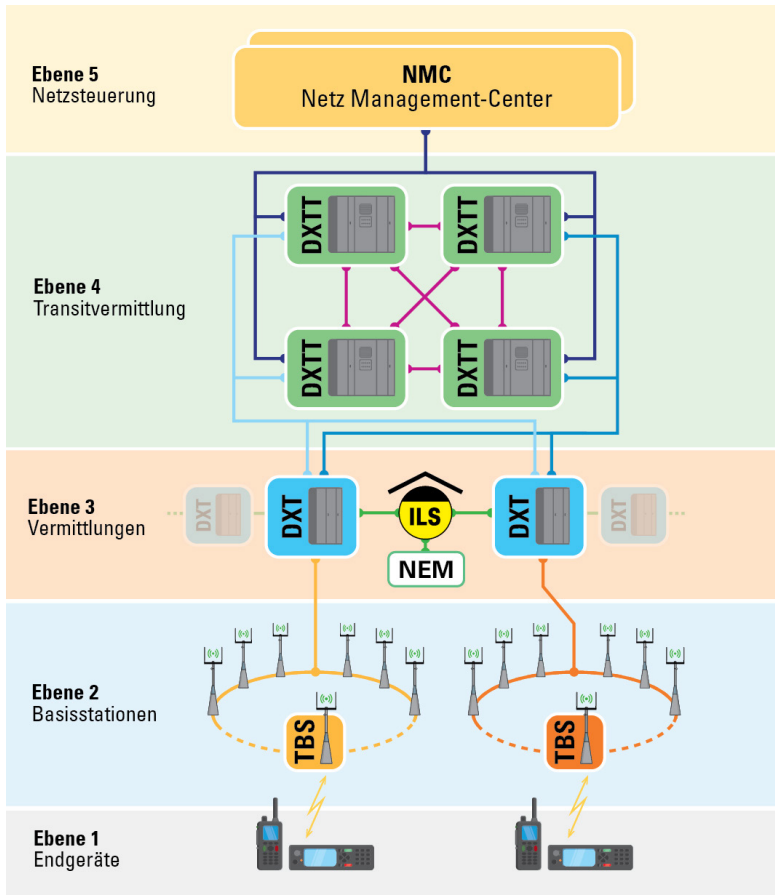 Ebene 5
Netzsteuerung
NMC
Netz Management-Center
DXTT
DXTT
Ebene 4
Transitvermittlung
DXTT
DXTT
Ebene 3
Vermittlungen
DXT
DXT
ILS
DXT
DXT
NEM
Ebene 2
Basisstationen
TBS
TBS
Ebene 1
Endgeräte